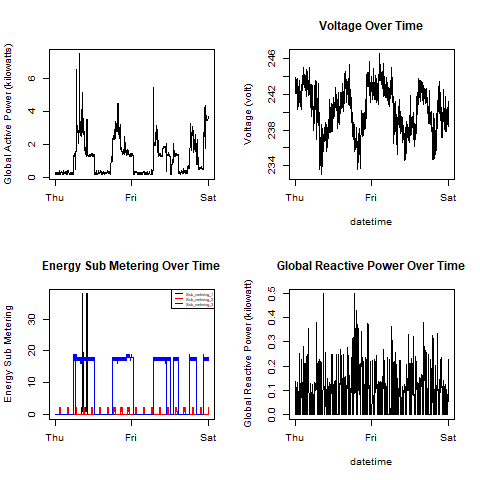 Global Active Power (kilowatts)
0 2 4 6
Thu Fri Sat
Voltage Over Time
Voltage (volt)
234 238 242 246
Thu Fri Sat
datetime
Energy Sub Metering Over Time
Energy Sub Metering
0 10 20 30
Sub_metering_1
Sub_metering_2
Sub_metering_3
Thu Fri Sat
Global Reactive Power Over Time
Global Reactive Power (kilowatt)
0.0 0.1 0.2 0.3 0.4 0.5
Thu Fri Sat
datetime